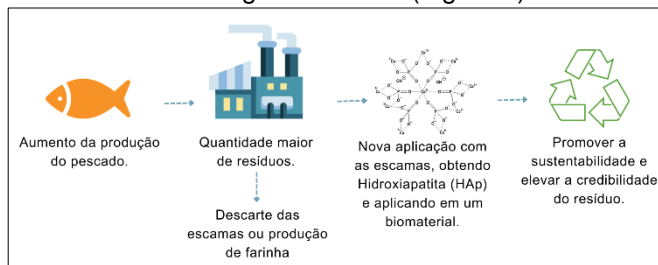 Aumento da produção
do pescado.
Quantidade maior
de resíduos.
Descarte das
escamas ou produção
de farinha
Nova aplicação com
as escamas, obtendo
Hidroxiapatita (HAp)
e aplicando em um
biomaterial.
Promover a
sustentabilidade e
elevar a credibilidade
do resíduo.